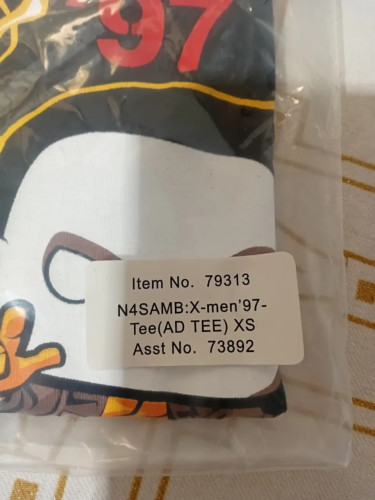 '97
Item No. 79313
N4SAMB:X-men'97-
Tee(AD TEE) XS
Asst No. 73892